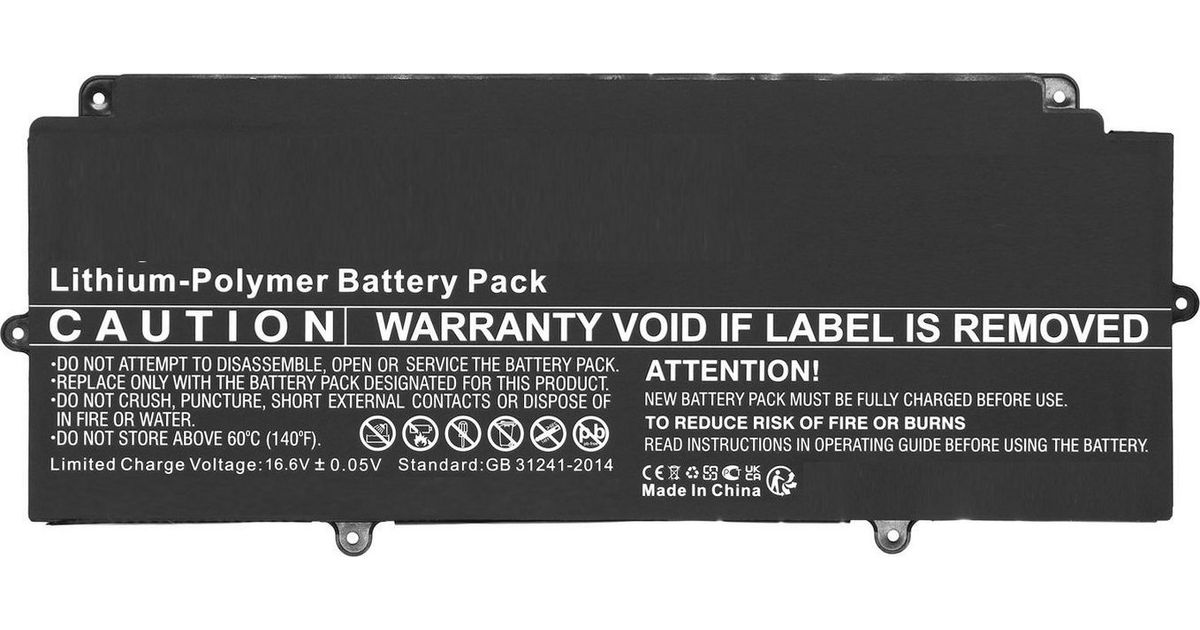 Lithium-Polymer Battery Pack
CAUTION WARRANTY VOID IF LABEL IS REMOVED
•DO NOT ATTEMPT TO DISASSEMBLE, OPEN OR SERVICE THE BATTERY PACK.
•REPLACE ONLY WITH THE BATTERY PACK DESIGNATED FOR THIS PRODUCT.
•DO NOT CRUSH, PUNCTURE, SHORT EXTERNAL CONTACTS OR DISPOSE OF
IN FIRE OR WATER.
•DO NOT STORE ABOVE 60°C (140°F).
Pb
Limited Charge Voltage:16.6V ± 0.05V Standard:GB 31241-2014
ATTENTION!
NEW BATTERY PACK MUST BE FULLY CHARGED BEFORE USE.
TO REDUCE RISK OF FIRE OR BURNS
READ INSTRUCTIONS IN OPERATING GUIDE BEFORE USING THE BATTERY.
CE UK CA
Made In China